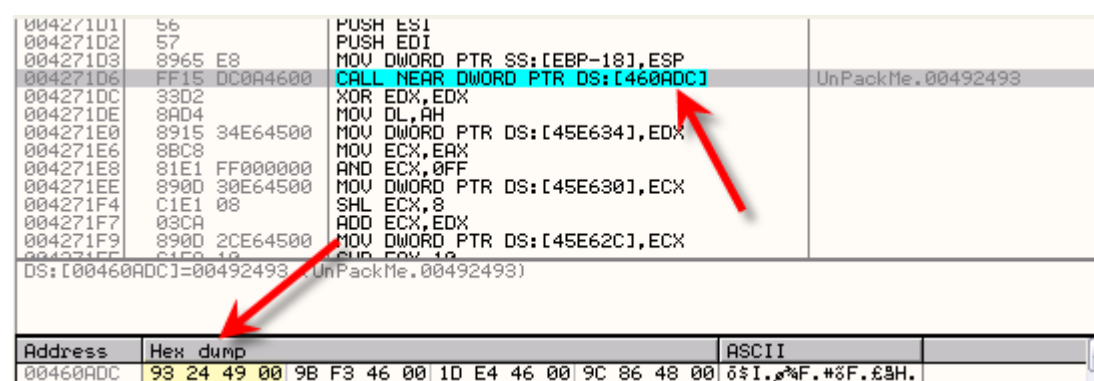 004271D1 56 PUSH ESI
004271D2 57 PUSH EDI
004271D3 8965 E8 MOV DWORD PTR SS:[EBP-18],ESP
004271D6 FF15 DC0A4600 CALL NEAR DWORD PTR DS:[460ADC] UnPackMe.00492493
004271DC 33D2 XOR EDX,EDX
004271DE 8AD4 MOV DL,AH
004271E0 8915 34E64500 MOV DWORD PTR DS:[45E634],EDX
004271E6 8BC8 MOV ECX,EAX
004271E8 81E1 FF000000 AND ECX,0FF
004271EE 890D 30E64500 MOV DWORD PTR DS:[45E630],ECX
004271F4 C1E1 08 SHL ECX,8
004271F7 03CA ADD ECX,EDX
004271F9 890D 2CE64500 MOV DWORD PTR DS:[45E62C],ECX
DS:[00460ADC]=00492493 (UnPackMe.00492493)
Address Hex dump ASCII
00460ADC 93 24 49 00 9B F3 46 00 1D E4 46 00 9C 86 48 00